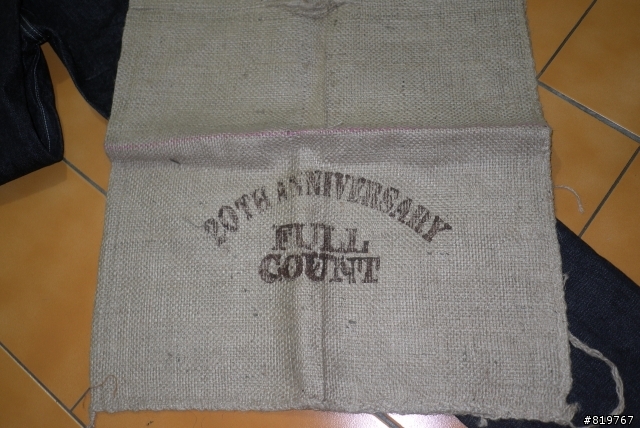 20TH ANNIVERSARY
FULL
COUNT
#819767